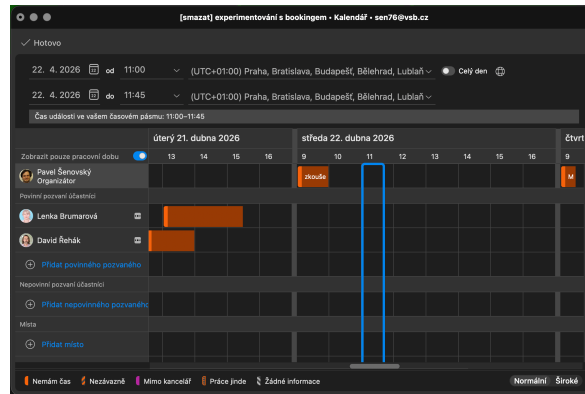 [smazat] experimentování s bookingem • Kalendář • sen76@vsb.cz
Hotovo
22. 4. 2026 od 11:00 (UTC+01:00) Praha, Bratislava, Budapešť, Bělehrad, Lublaň Celý den
22. 4. 2026 do 11:45 (UTC+01:00) Praha, Bratislava, Budapešť, Bělehrad, Lublaň
Čas události ve vašem časovém pásmu: 11:00–11:45
úterý 21. dubna 2026 středa 22. dubna 2026 čtvrt
Zobrazit pouze pracovní dobu 13 14 15 16 9 10 11 12 13 14 15 16 9
Pavel Šenovský zkouše M
Organizátor
Povinní pozvaní účastníci
Lenka Brumarová
David Řehák
Přidat povinného pozvaného
Nepovinní pozvaní účastníci
Přidat nepovinného pozvanéhc
Místa
Přidat místo
Nemám čas Nezávazně Mimo kancelář Práce jinde Žádné informace Normální Široké